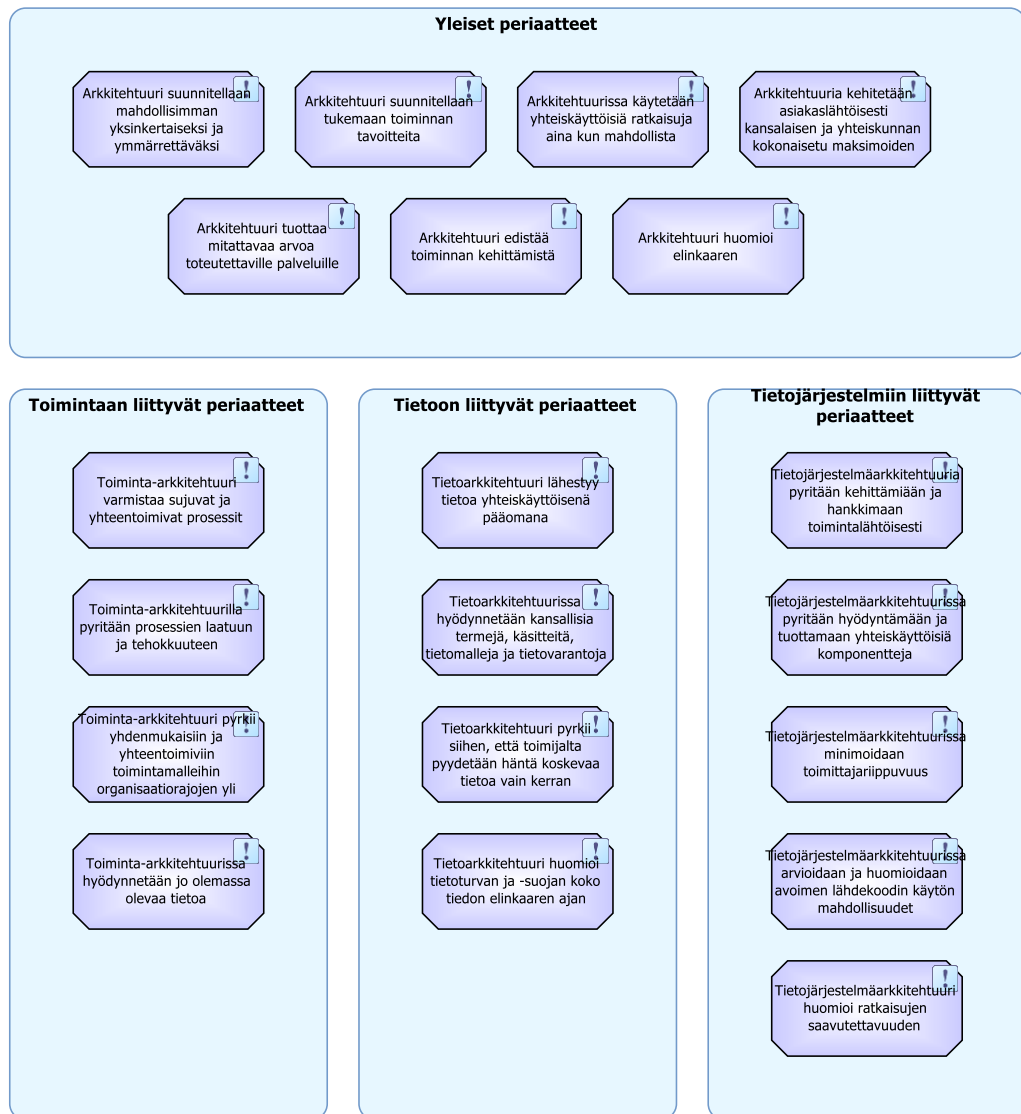 Yleiset periaatteet
Arkkitehtuuri suunnitellaan
mahdollisimman
yksinkertaiseksi ja
ymmärrettäväksi
Arkkitehtuuri suunnitellaan
tukemaan toiminnan
tavoitteita
Arkkitehtuurissa käytetään
yhteiskäyttöisiä ratkaisuja
aina kun mahdollista
Arkkitehtuuria kehitetään
asiakaslähtöisesti
kansalaisen ja yhteiskunnan
kokonaisetu maksimoiden
Arkkitehtuuri tuottaa
mitattavaa arvoa
toteutettaville palveluille
Arkkitehtuuri edistää
toiminnan kehittämistä
Arkkitehtuuri huomioi
elinkaaren
Toimintaan liittyvät periaatteet
Toiminta-arkkitehtuuri
varmistaa sujuvat ja
yhteentoimivat prosessit
Toiminta-arkkitehtuurilla
pyritään prosessien laatuun
ja tehokkuuteen
Toiminta-arkkitehtuuri pyrkii
yhdenmukaisiin ja
yhteentoimiviin
toimintamalleihin
organisaatiorajojen yli
Toiminta-arkkitehtuurissa
hyödynnetään jo olemassa
olevaa tietoa
Tietoon liittyvät periaatteet
Tietoarkkitehtuuri lähestyy
tietoa yhteiskäyttöisenä
pääomana
Tietoarkkitehtuurissa
hyödynnetään kansallisia
termejä, käsitteitä,
tietomalleja ja tietovarantoja
Tietoarkkitehtuuri pyrkii
siihen, että toimijalta
pyydetään häntä koskevaa
tietoa vain kerran
Tietoarkkitehtuuri huomioi
tietoturvan ja -suojan koko
tiedon elinkaaren ajan
Tietojärjestelmiin liittyvät
periaatteet
Tietojärjestelmäarkkitehtuuria
pyritään kehittämiään ja
hankkimaan
toimintalähtöisesti
Tietojärjestelmäarkkitehtuurissa
pyritään hyödyntämään ja
tuottamaan yhteiskäyttöisiä
komponentteja
Tietojärjestelmäarkkitehtuurissa
minimoidaan
toimittajariippuvuus
Tietojärjestelmäarkkitehtuurissa
arvioidaan ja huomioidaan
avoimen lähdekoodin käytön
mahdollisuudet
Tietojärjestelmäarkkitehtuuri
huomioi ratkaisujen
saavutettavuuden